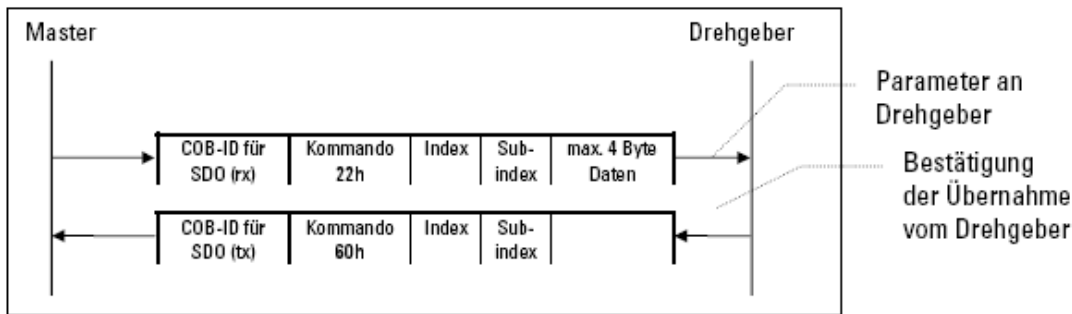 Master
Drehgeber
Parameter an
Drehgeber
COB-ID für
SDO (rx)
Kommando
22h
Index
Sub-
index
max. 4 Byte
Daten
Bestätigung
der Übernahme
vom Drehgeber
COB-ID für
SDO (tx)
Kommando
60h
Index
Sub-
index